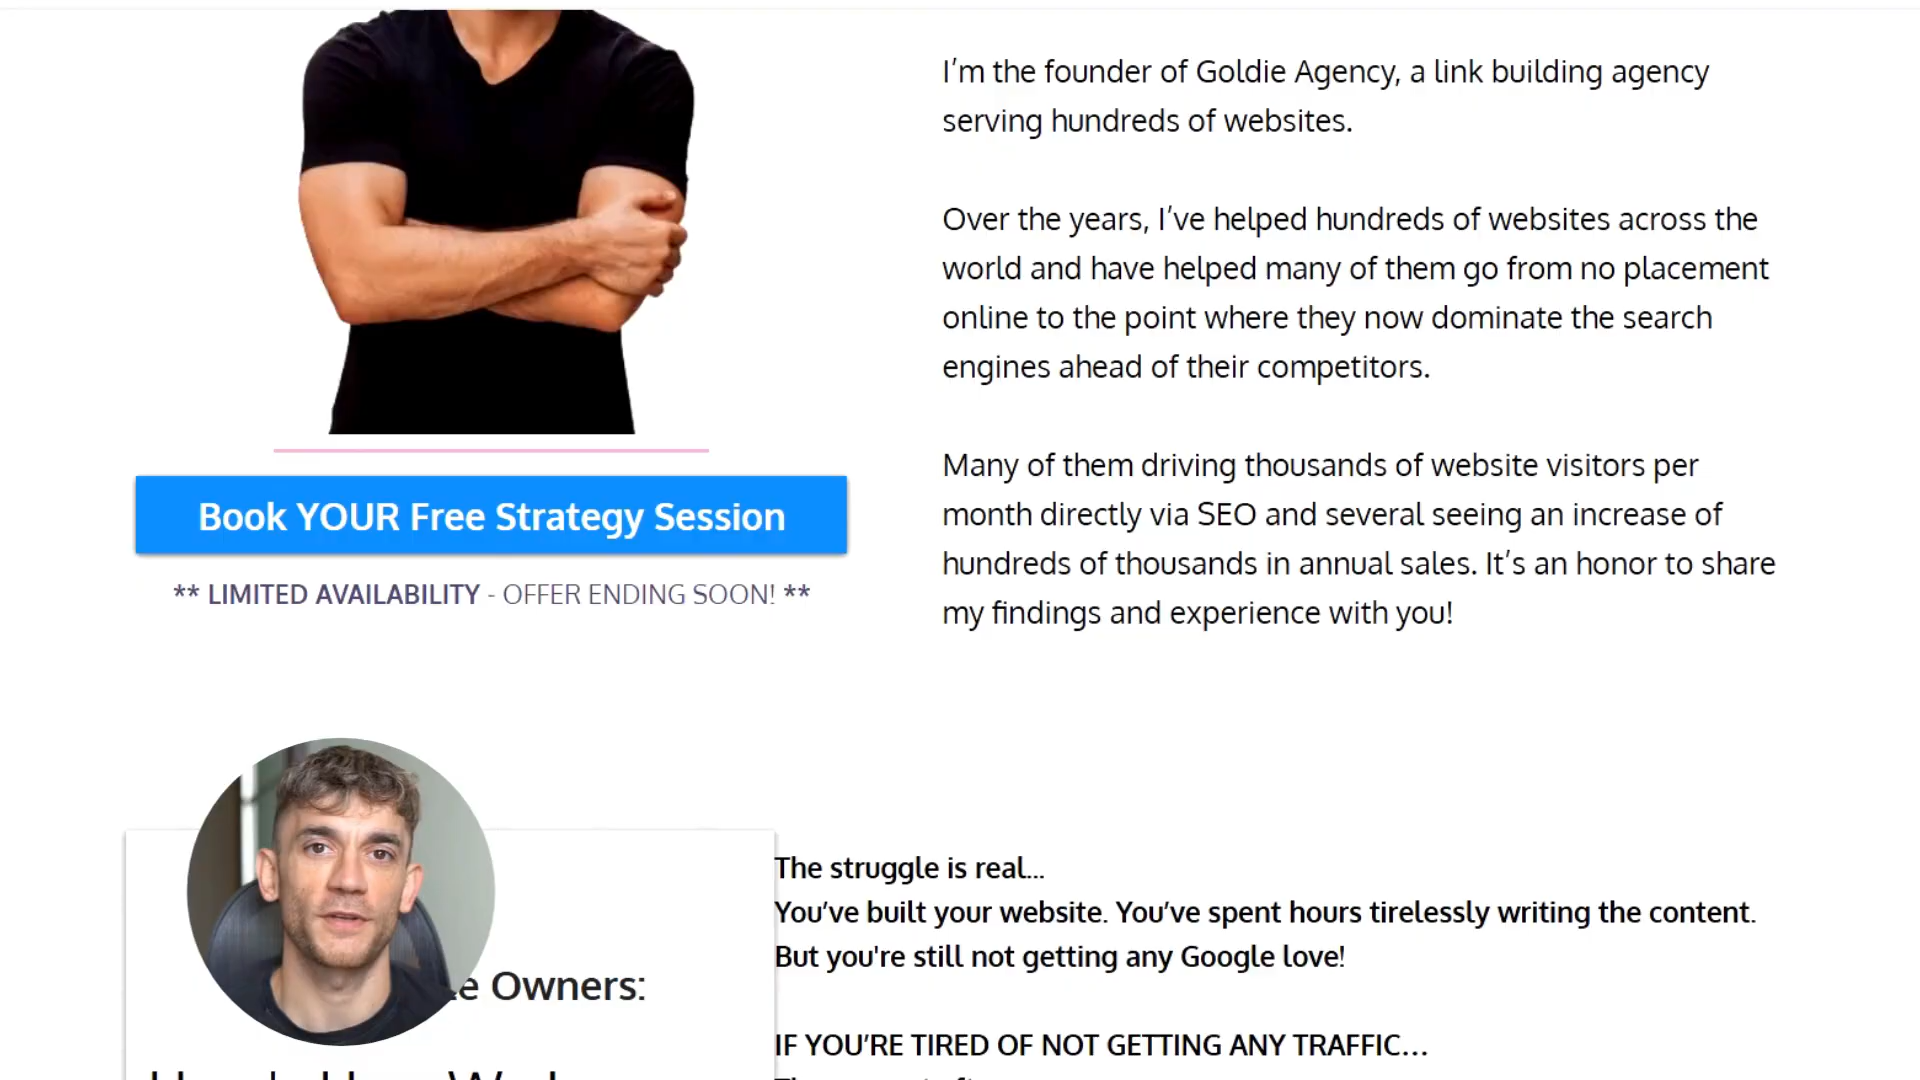 I’m the founder of Goldie Agency, a link building agency
serving hundreds of websites.
Over the years, I’ve helped hundreds of websites across the
world and have helped many of them go from no placement
online to the point where they now dominate the search
engines ahead of their competitors.
Many of them driving thousands of website visitors per
month directly via SEO and several seeing an increase of
hundreds of thousands in annual sales. It’s an honor to share
my findings and experience with you!
Book YOUR Free Strategy Session
** LIMITED AVAILABILITY - OFFER ENDING SOON! **
Owners:
The struggle is real...
You’ve built your website. You’ve spent hours tirelessly writing the content.
But you're still not getting any Google love!
IF YOU’RE TIRED OF NOT GETTING ANY TRAFFIC...